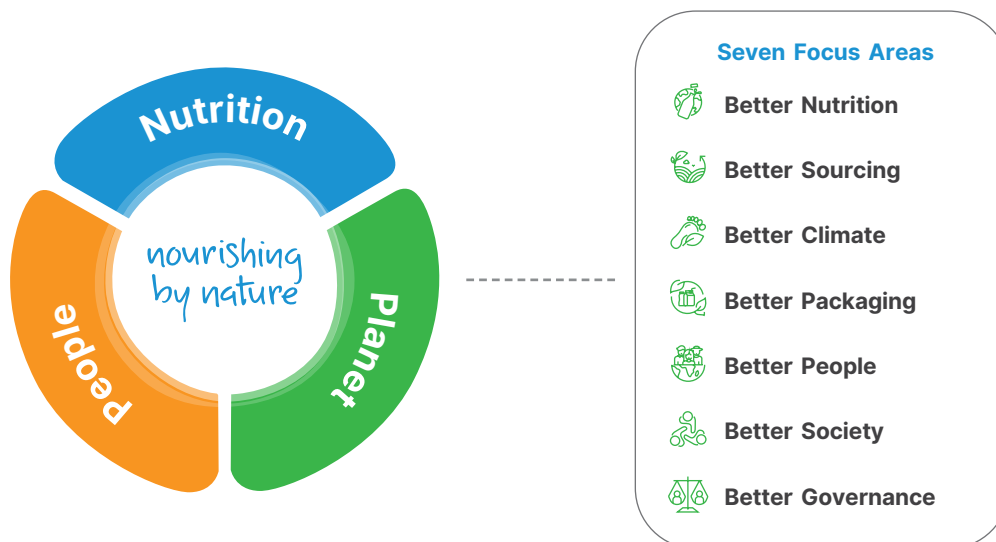 Nutrition
People
Planet
nourishing
by nature
Seven Focus Areas
Better Nutrition
Better Sourcing
Better Climate
Better Packaging
Better People
Better Society
Better Governance